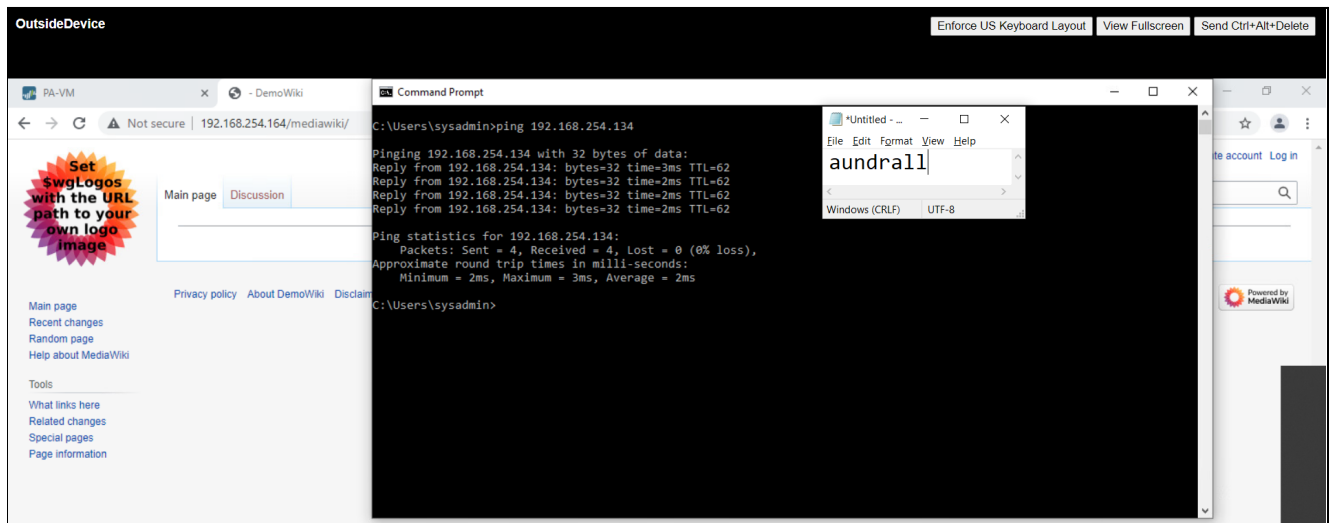 OutsideDevice
Enforce US Keyboard Layout View Fullscreen Send Ctrl+Alt+Delete
PA-VM
- DemoWiki
Not secure | 192.168.254.164/mediawiki/
Set
$wgLogos
with the URL
path to your
own logo
image
Main page Discussion
Privacy policy About DemoWiki
Main page
Recent changes
Random page
Help about MediaWiki
Tools
What links here
Related changes
Special pages
Page information
Command Prompt
C:\Users\sysadmin>ping 192.168.254.134
Pinging 192.168.254.134 with 32 bytes of data:
Reply from 192.168.254.134: bytes=32 time=3ms TTL=62
Reply from 192.168.254.134: bytes=32 time=2ms TTL=62
Reply from 192.168.254.134: bytes=32 time=2ms TTL=62
Reply from 192.168.254.134: bytes=32 time=2ms TTL=62
Ping statistics for 192.168.254.134:
Packets: Sent = 4, Received = 4, Lost = 0 (0% loss),
Approximate round trip times in milli-seconds:
Minimum = 2ms, Maximum = 3ms, Average = 2ms
C:\Users\sysadmin>
*Untitled - ...
File Edit Format View Help
aundrall
Windows (CRLF) UTF-8
account Log in
Powered by
MediaWiki